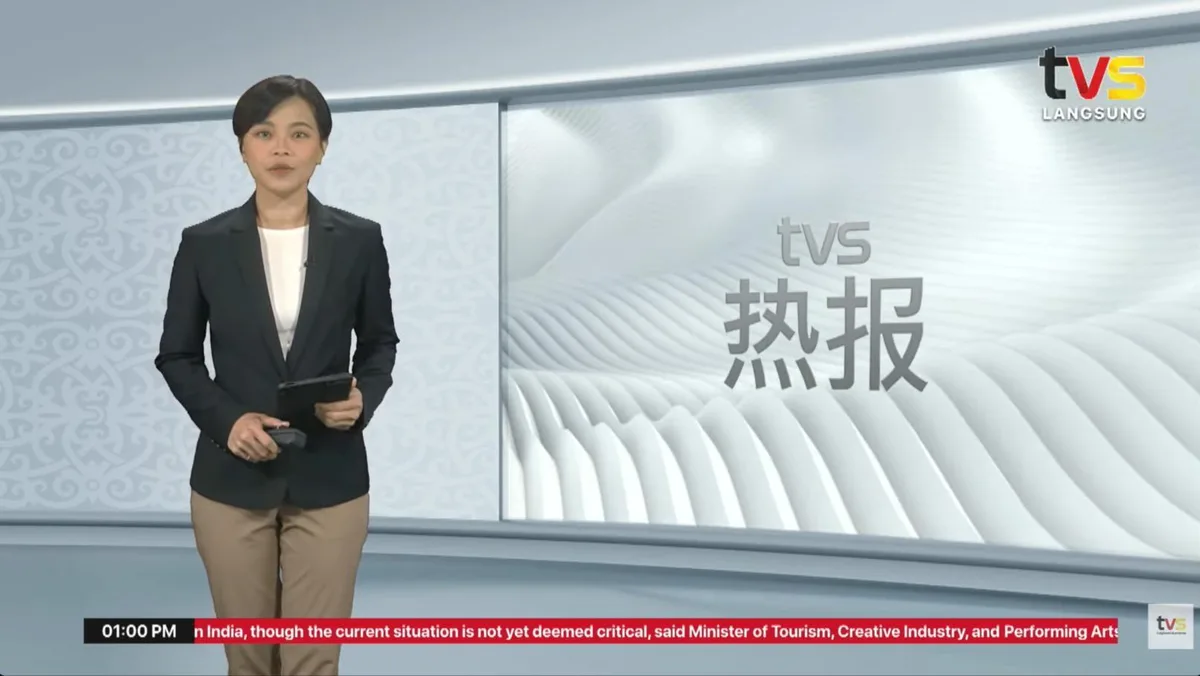 tvs
LANGSUNG
tvs
热报
01:00 PM
n India, though the current situation is not yet deemed critical, said Minister of Tourism, Creative Industry, and Performing Arts
tvs